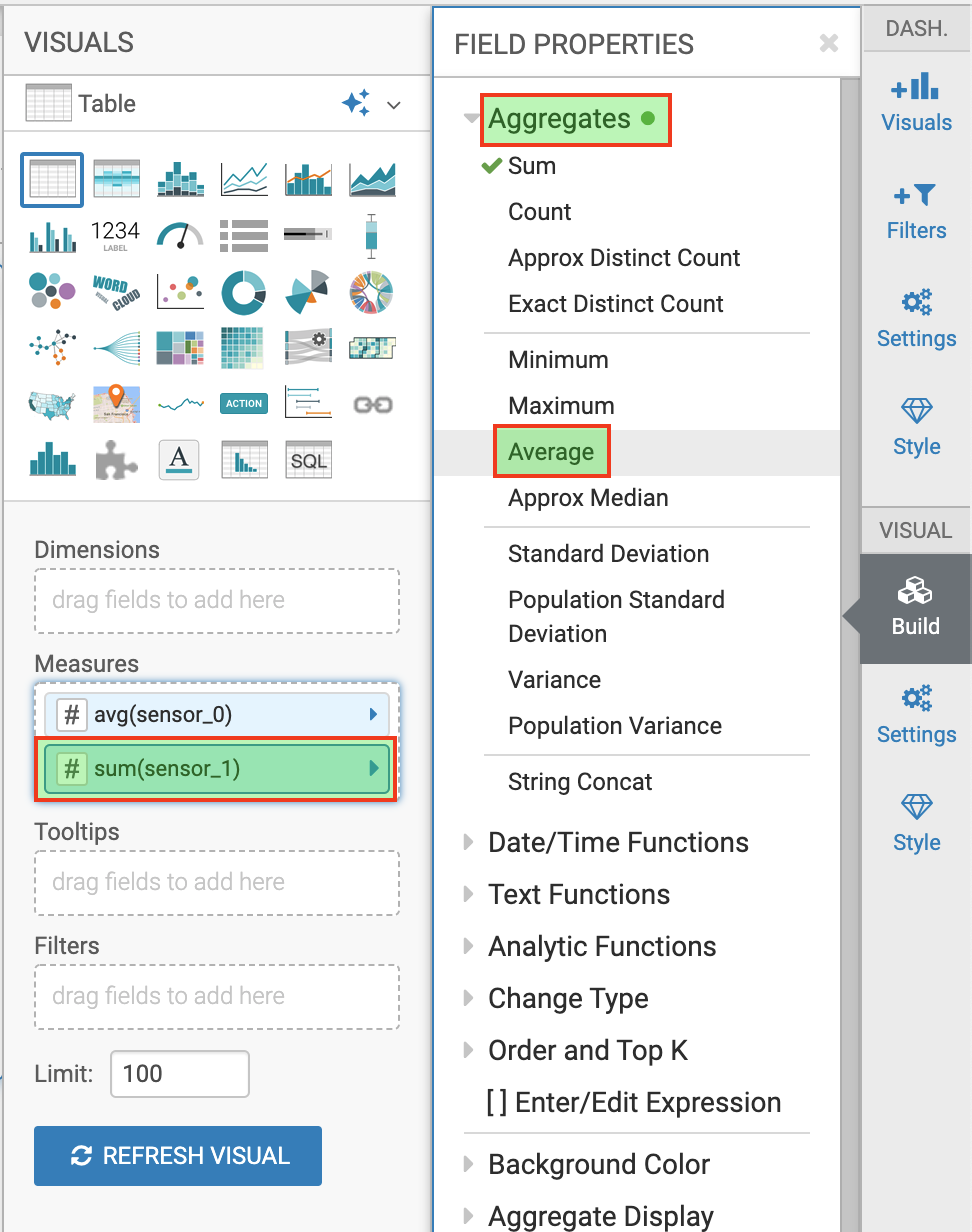 VISUALS
Table
1234
LABEL
WORD
CLOUD
San Francisco
ACTION
A
SQL
Dimensions
drag fields to add here
Measures
# avg(sensor_0)
# sum(sensor_1)
Tooltips
drag fields to add here
Filters
drag fields to add here
Limit: 100
REFRESH VISUAL
FIELD PROPERTIES
Aggregates
Sum
Count
Approx Distinct Count
Exact Distinct Count
Minimum
Maximum
Average
Approx Median
Standard Deviation
Population Standard
Deviation
Variance
Population Variance
String Concat
Date/Time Functions
Text Functions
Analytic Functions
Change Type
Order and Top K
[ ] Enter/Edit Expression
Background Color
Aggregate Display
DASH.
Visuals
Filters
Settings
Style
VISUAL
Build
Settings
Style